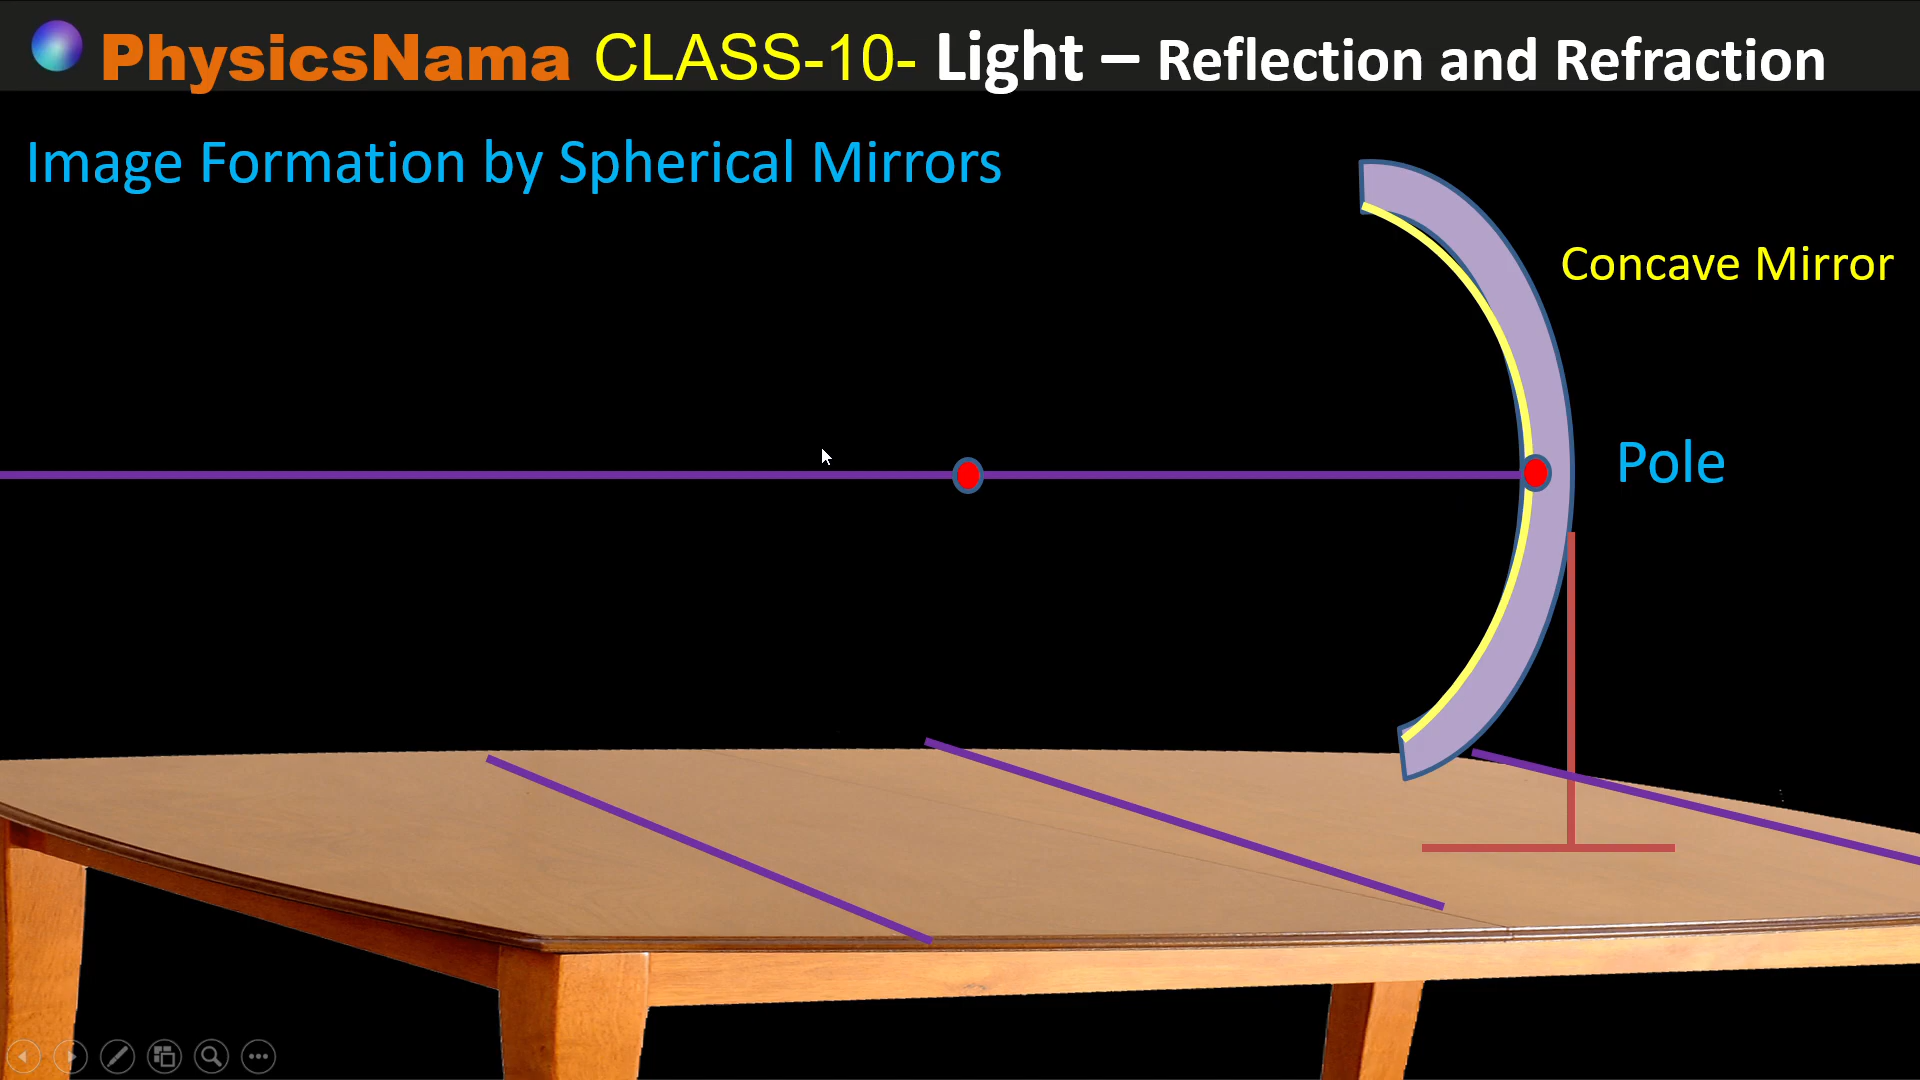 PhysicsNama CLASS-10- Light – Reflection and Refraction
Image Formation by Spherical Mirrors
Concave Mirror
Pole